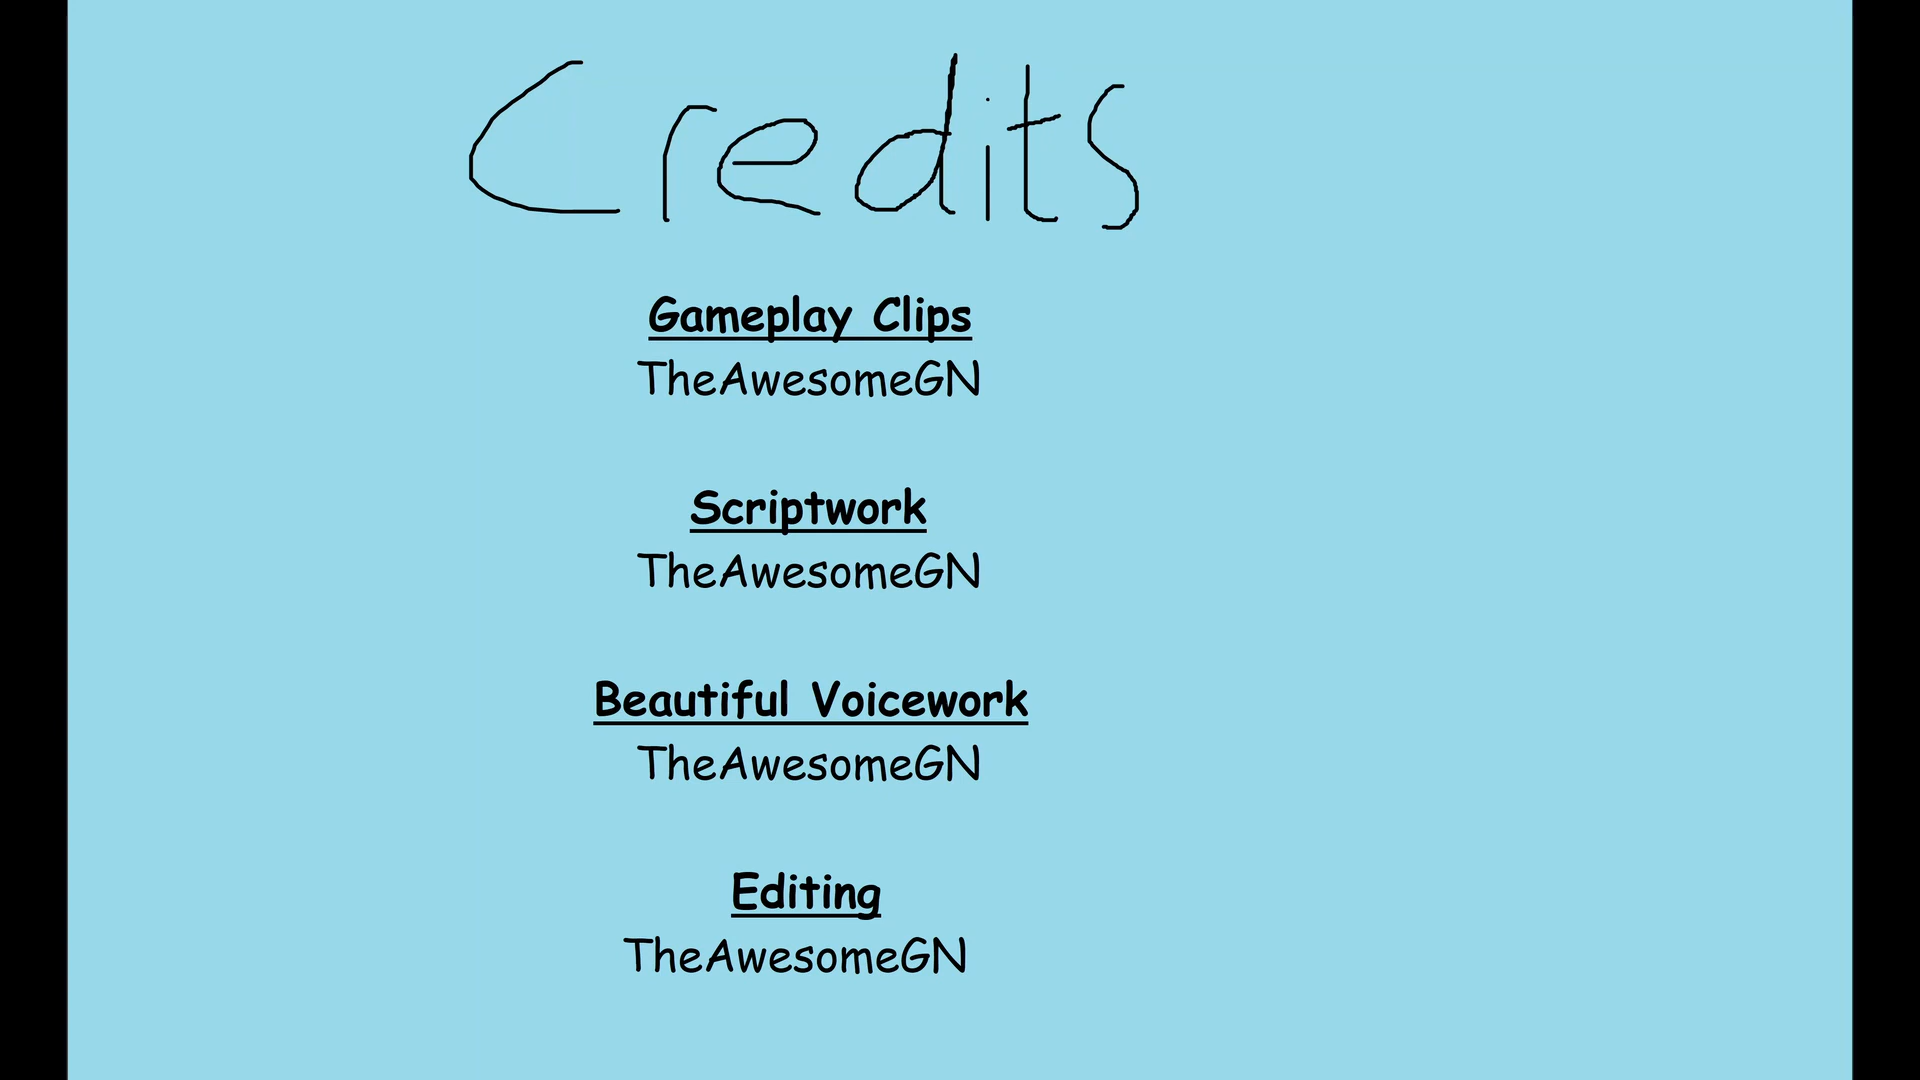 Credits
Gameplay Clips
TheAwesomeGN
Scriptwork
TheAwesomeGN
Beautiful Voicework
TheAwesomeGN
Editing
TheAwesomeGN